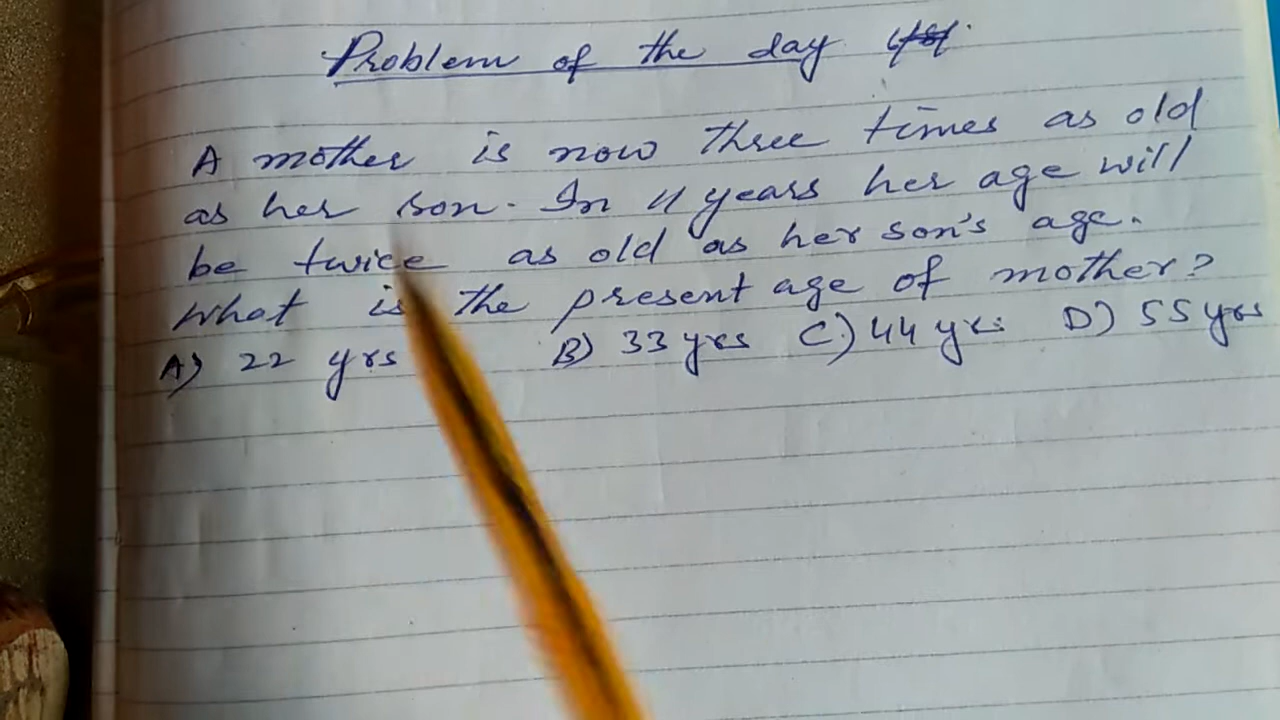 Problem of the day
A mother is now three times as old
as her son. In 11 years her age will
be twice as old as her son's age.
What is the present age of mother?
A) 22 yrs B) 33 yrs C) 44 yrs D) 55 yrs